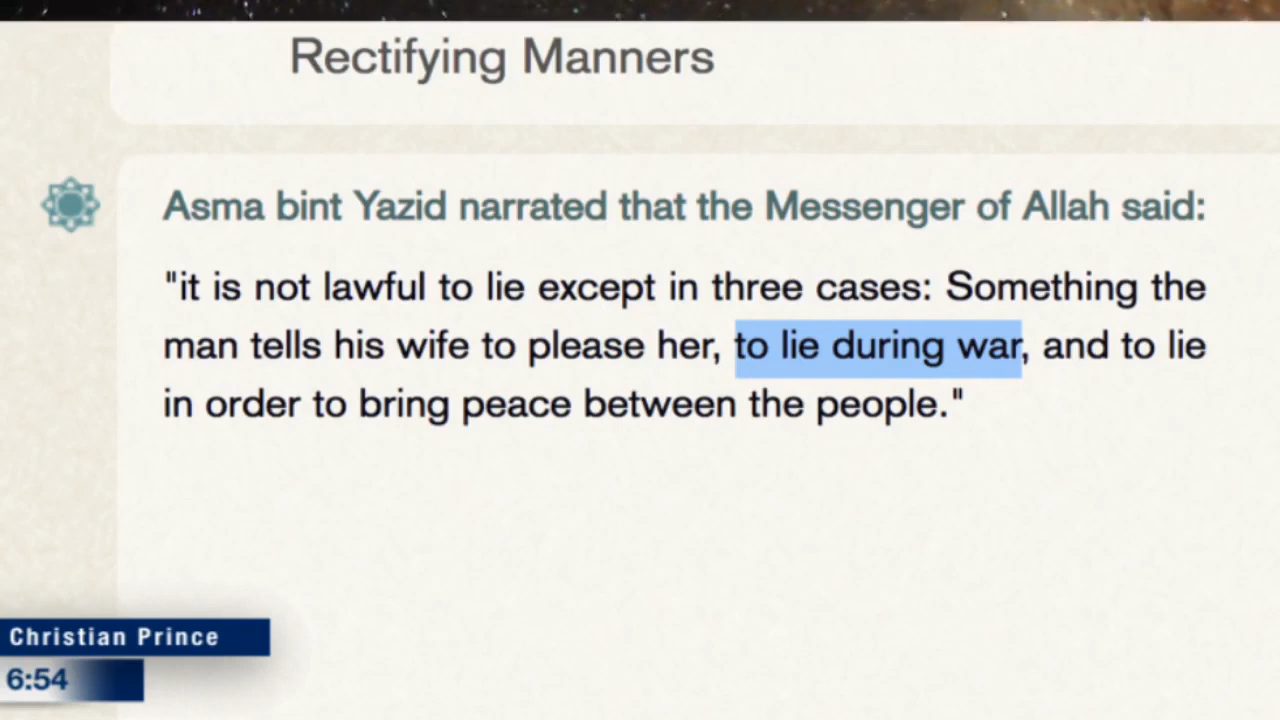 Rectifying Manners
Asma bint Yazid narrated that the Messenger of Allah said:
"it is not lawful to lie except in three cases: Something the
man tells his wife to please her, to lie during war, and to lie
in order to bring peace between the people."
Christian Prince
6:54